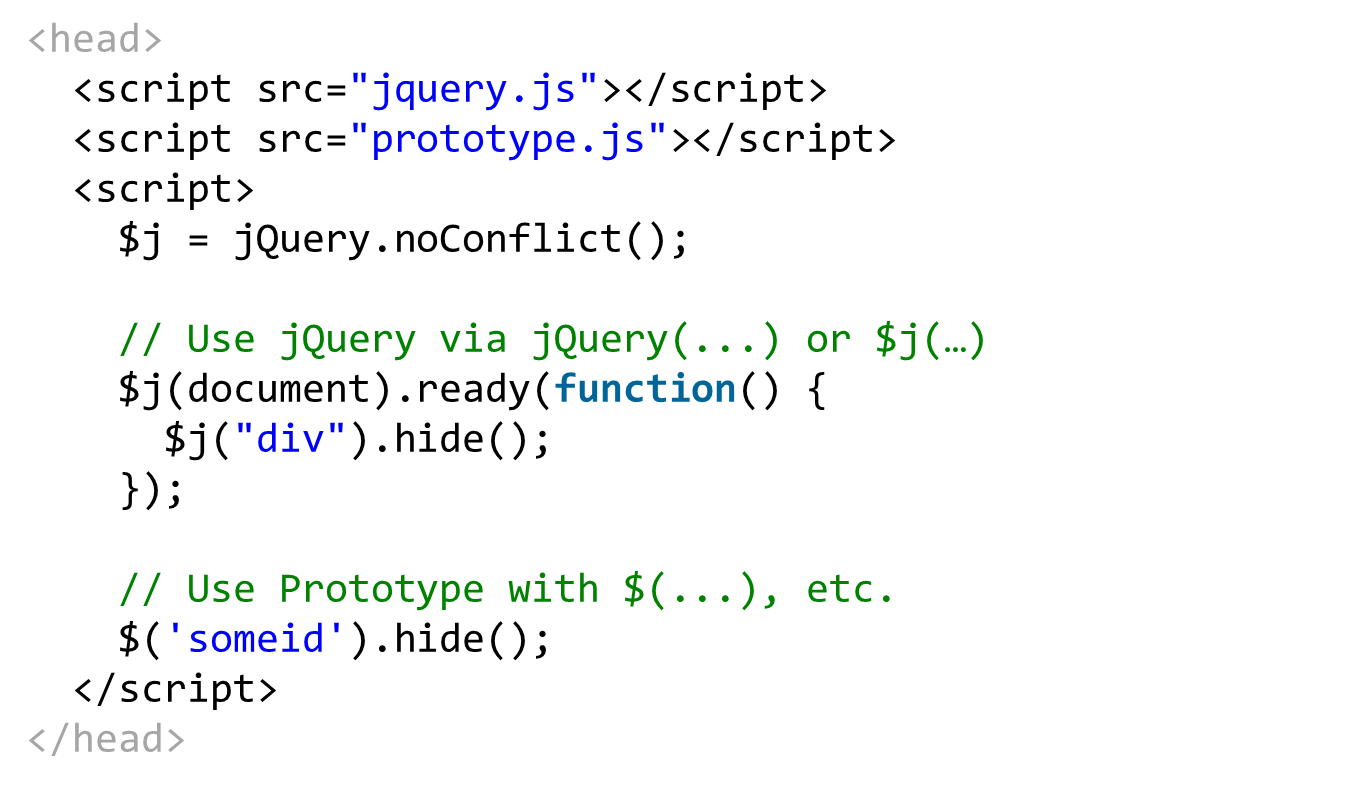 <head>
  <script src="jquery.js"></script>
  <script src="prototype.js"></script>
  <script>
    $j = jQuery.noConflict();

    // Use jQuery via jQuery(...) or $j(…)
    $j(document).ready(function() {
      $j("div").hide();
    });

    // Use Prototype with $(...), etc.
    $('someid').hide();
  </script>
</head>